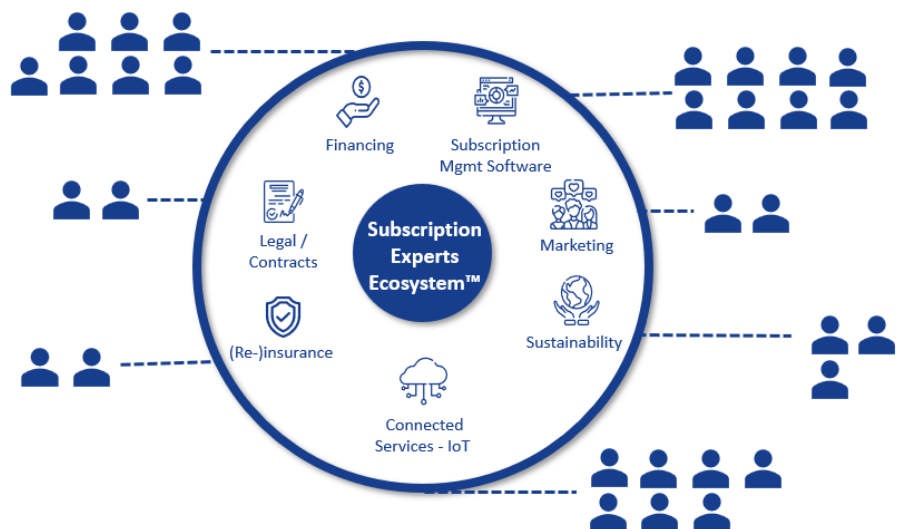 Financing
Subscription
Mgmt Software
Legal /
Contracts
Subscription
Experts
Ecosystem™
Marketing
(Re-)insurance
Sustainability
Connected
Services - IoT